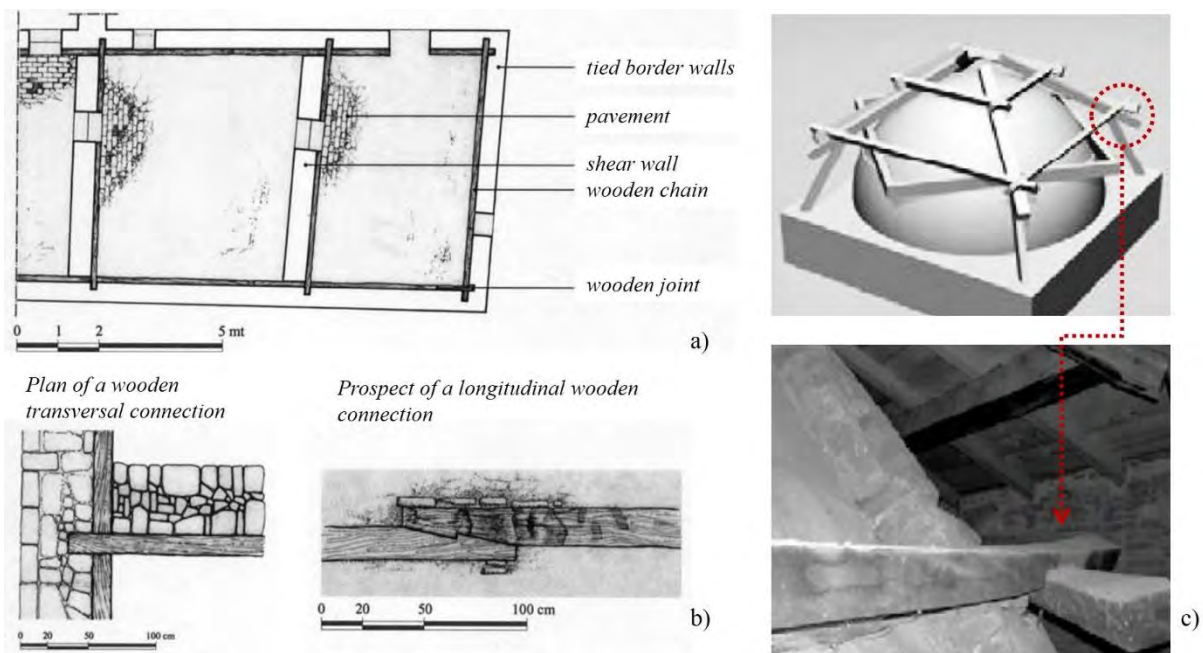 tied border walls
pavement
shear wall
wooden chain
wooden joint
0 1 2 5 mt
a)
Plan of a wooden
transversal connection
Prospect of a longitudinal wooden
connection
0 20 50 100 cm
0 20 50 100 cm
b)
c)